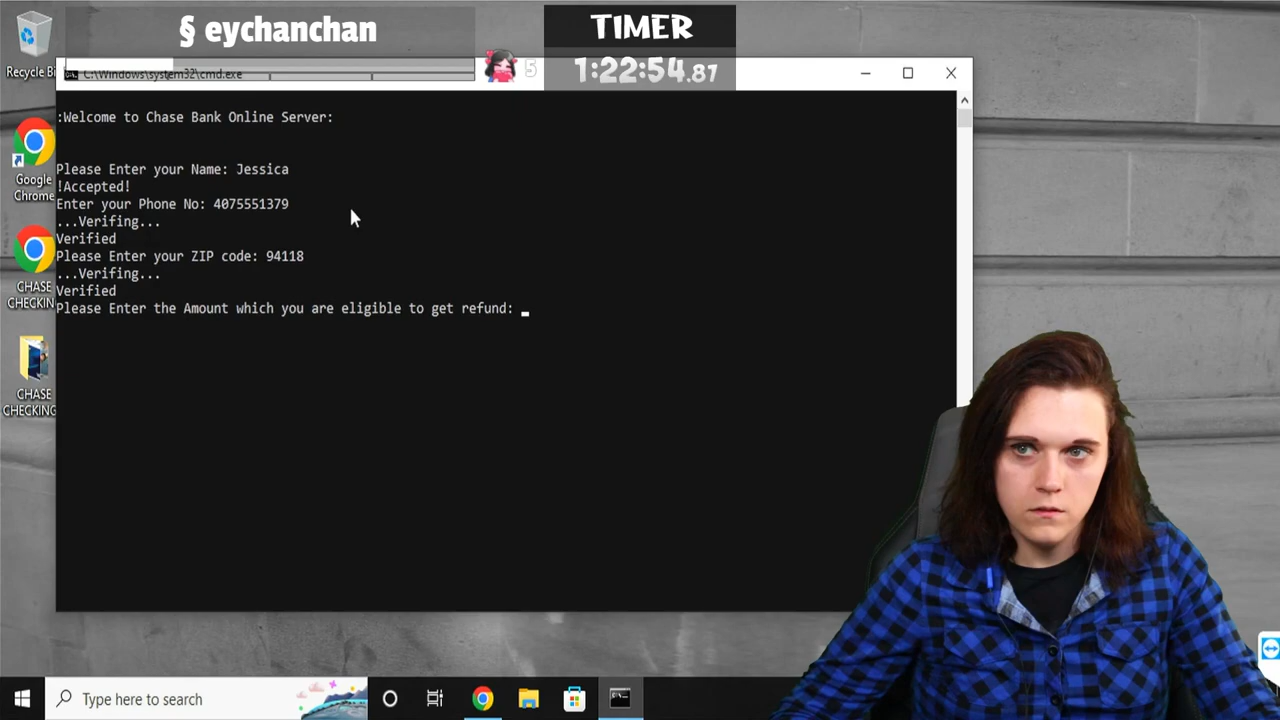 § eychanchan
TIMER
1:22:54.87
5
Recycle Bi
C:\Windows\system32\cmd.exe
:Welcome to Chase Bank Online Server:
Please Enter your Name: Jessica
!Accepted!
Enter your Phone No: 4075551379
...Verifing...
Verified
Please Enter your ZIP code: 94118
...Verifing...
Verified
Please Enter the Amount which you are eligible to get refund:
Google
Chrome
CHASE
CHECKIN
CHASE
CHECKING
Type here to search